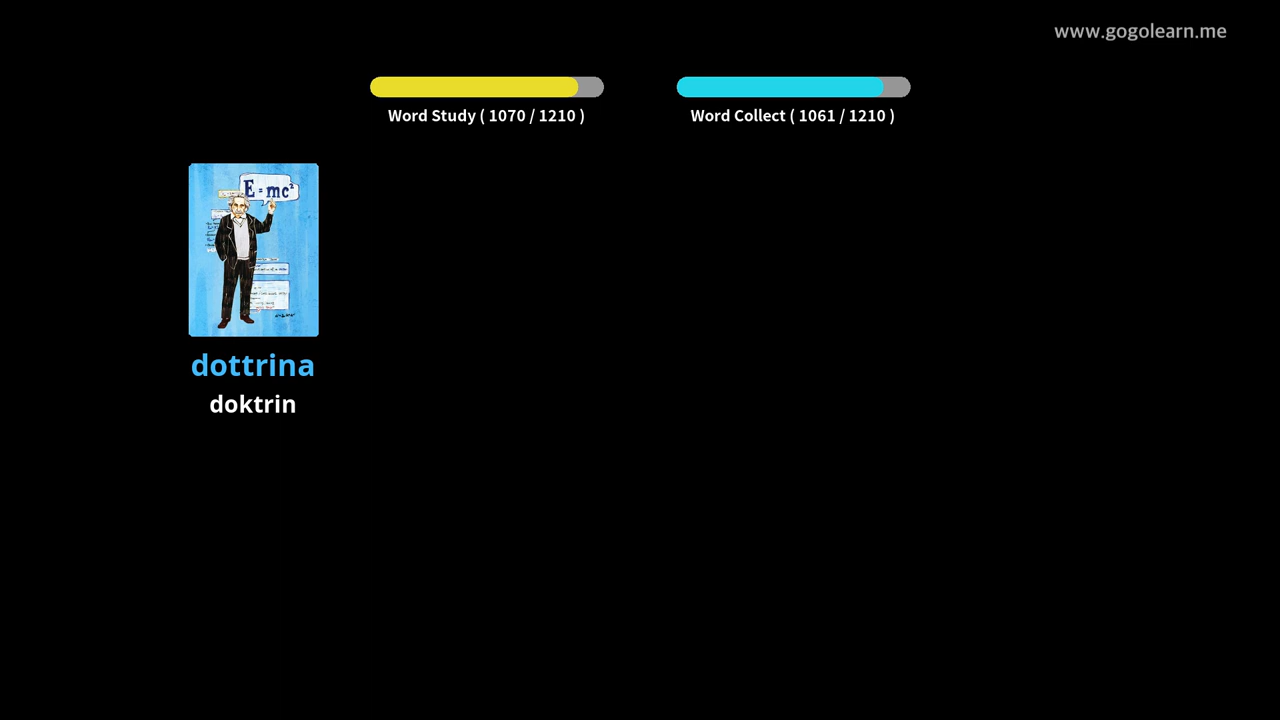 www.gogolearn.me
Word Study ( 1070 / 1210 )
Word Collect ( 1061 / 1210 )
E = mc²
dottrina
doktrin